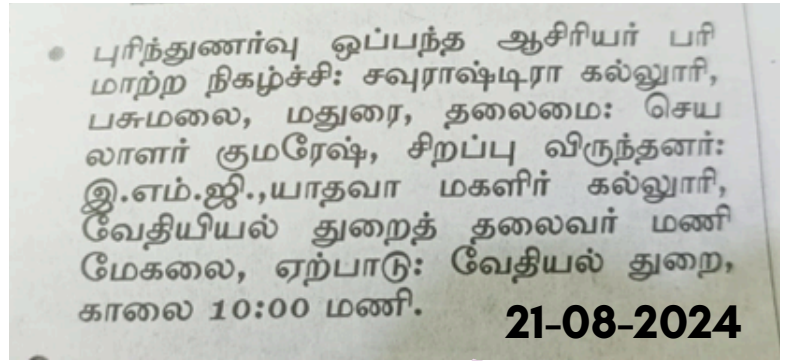 • புரிந்துணர்வு ஒப்பந்த ஆசிரியர் பரி
மாற்ற நிகழ்ச்சி: சவுராஷ்டிரா கல்லூரி,
பசுமலை, மதுரை, தலைமை: செய
லாளர் குமரேஷ், சிறப்பு விருந்தனர்:
இ.எம்.ஜி.,யாதவா மகளிர் கல்லூரி,
வேதியியல் துறைத் தலைவர் மணி
மேகலை, ஏற்பாடு: வேதியல் துறை,
காலை 10:00 மணி.
21-08-2024